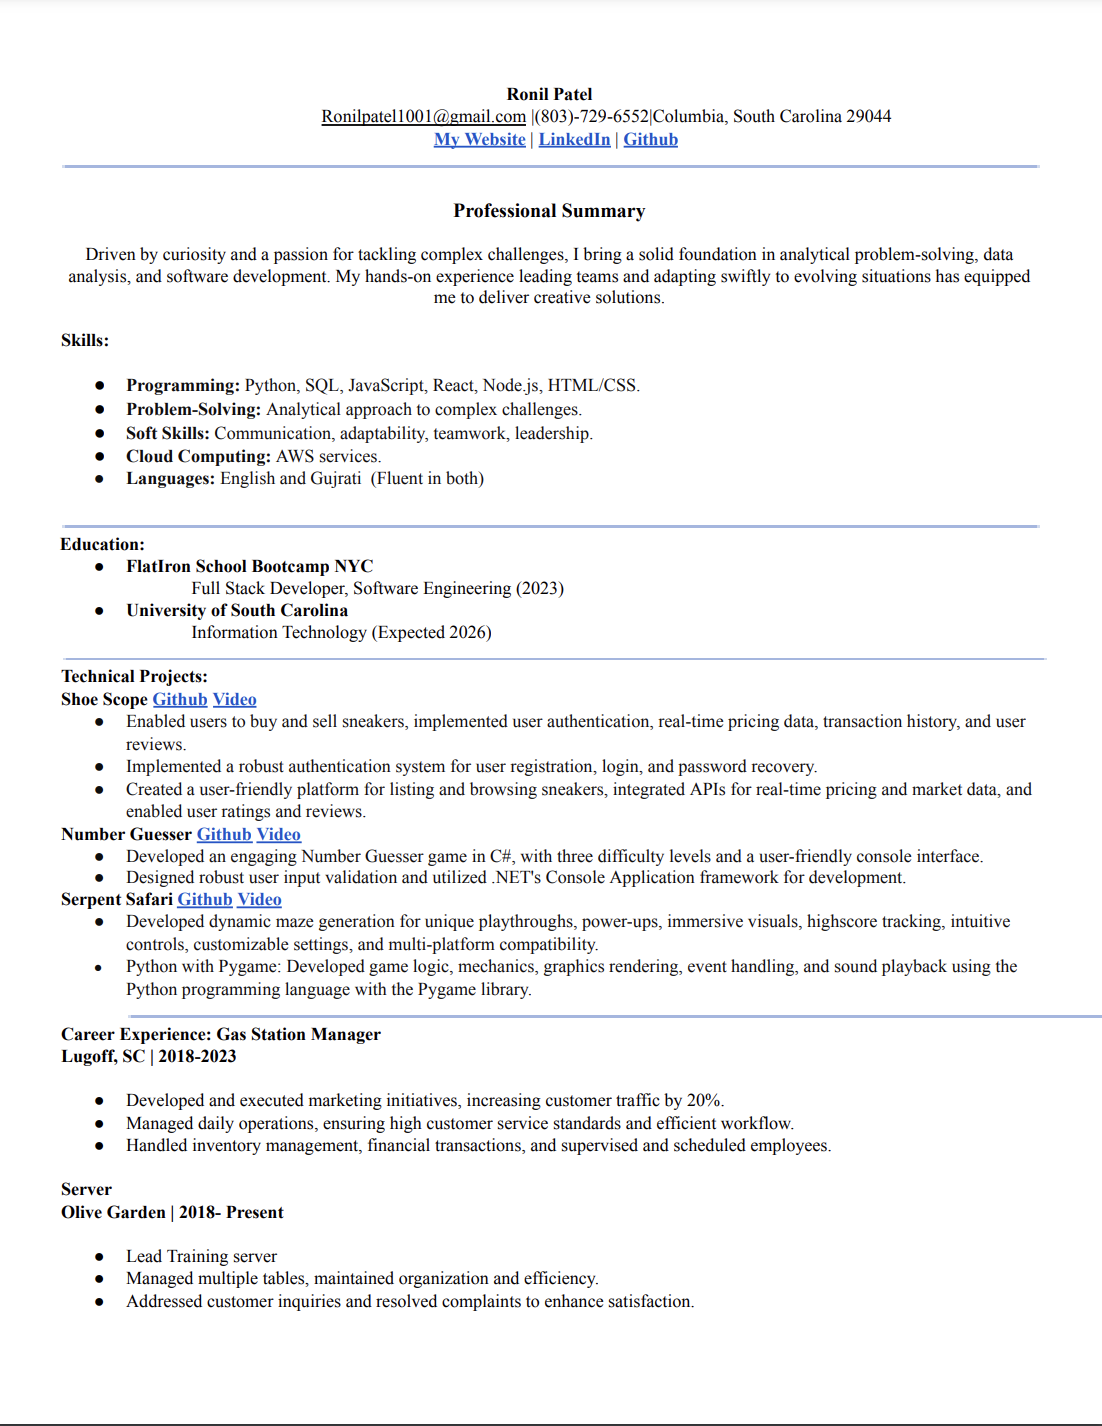 Ronil Patel
Ronilpatel1001@gmail.com |(803)-729-6552|Columbia, South Carolina 29044
My Website | LinkedIn | Github
Professional Summary
Driven by curiosity and a passion for tackling complex challenges, I bring a solid foundation in analytical problem-solving, data
analysis, and software development. My hands-on experience leading teams and adapting swiftly to evolving situations has equipped
me to deliver creative solutions.
Skills:
● Programming: Python, SQL, JavaScript, React, Node.js, HTML/CSS.
● Problem-Solving: Analytical approach to complex challenges.
● Soft Skills: Communication, adaptability, teamwork, leadership.
● Cloud Computing: AWS services.
● Languages: English and Gujrati (Fluent in both)
Education:
● FlatIron School Bootcamp NYC
Full Stack Developer, Software Engineering (2023)
● University of South Carolina
Information Technology (Expected 2026)
Technical Projects:
Shoe Scope Github Video
● Enabled users to buy and sell sneakers, implemented user authentication, real-time pricing data, transaction history, and user
reviews.
● Implemented a robust authentication system for user registration, login, and password recovery.
● Created a user-friendly platform for listing and browsing sneakers, integrated APIs for real-time pricing and market data, and
enabled user ratings and reviews.
Number Guesser Github Video
● Developed an engaging Number Guesser game in C#, with three difficulty levels and a user-friendly console interface.
● Designed robust user input validation and utilized .NET's Console Application framework for development.
Serpent Safari Github Video
● Developed dynamic maze generation for unique playthroughs, power-ups, immersive visuals, highscore tracking, intuitive
controls, customizable settings, and multi-platform compatibility.
● Python with Pygame: Developed game logic, mechanics, graphics rendering, event handling, and sound playback using the
Python programming language with the Pygame library.
Career Experience: Gas Station Manager
Lugoff, SC | 2018-2023
● Developed and executed marketing initiatives, increasing customer traffic by 20%.
● Managed daily operations, ensuring high customer service standards and efficient workflow.
● Handled inventory management, financial transactions, and supervised and scheduled employees.
Server
Olive Garden | 2018- Present
● Lead Training server
● Managed multiple tables, maintained organization and efficiency.
● Addressed customer inquiries and resolved complaints to enhance satisfaction.